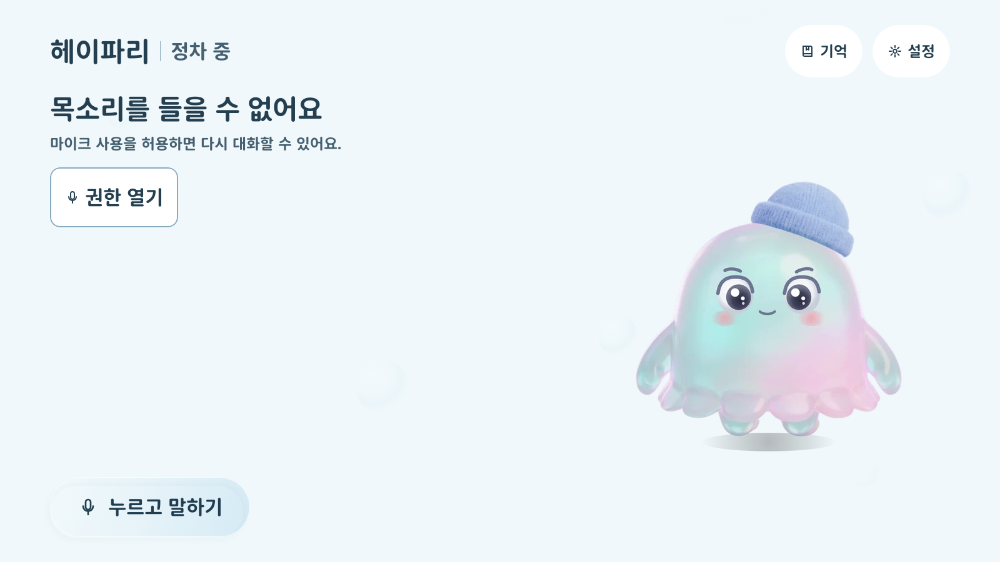 헤이파리 | 정차 중
기억
설정
목소리를 들을 수 없어요
마이크 사용을 허용하면 다시 대화할 수 있어요.
권한 열기
누르고 말하기